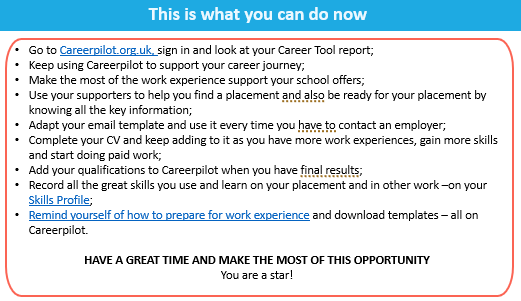 This is what you can do now
• Go to Careerpilot.org.uk, sign in and look at your Career Tool report;
• Keep using Careerpilot to support your career journey;
• Make the most of the work experience support your school offers;
• Use your supporters to help you find a placement and also be ready for your placement by
knowing all the key information;
• Adapt your email template and use it every time you have to contact an employer;
• Complete your CV and keep adding to it as you have more work experiences, gain more skills
and start doing paid work;
• Add your qualifications to Careerpilot when you have final results;
• Record all the great skills you use and learn on your placement and in other work –on your
Skills Profile;
• Remind yourself of how to prepare for work experience and download templates – all on
Careerpilot.
HAVE A GREAT TIME AND MAKE THE MOST OF THIS OPPORTUNITY
You are a star!